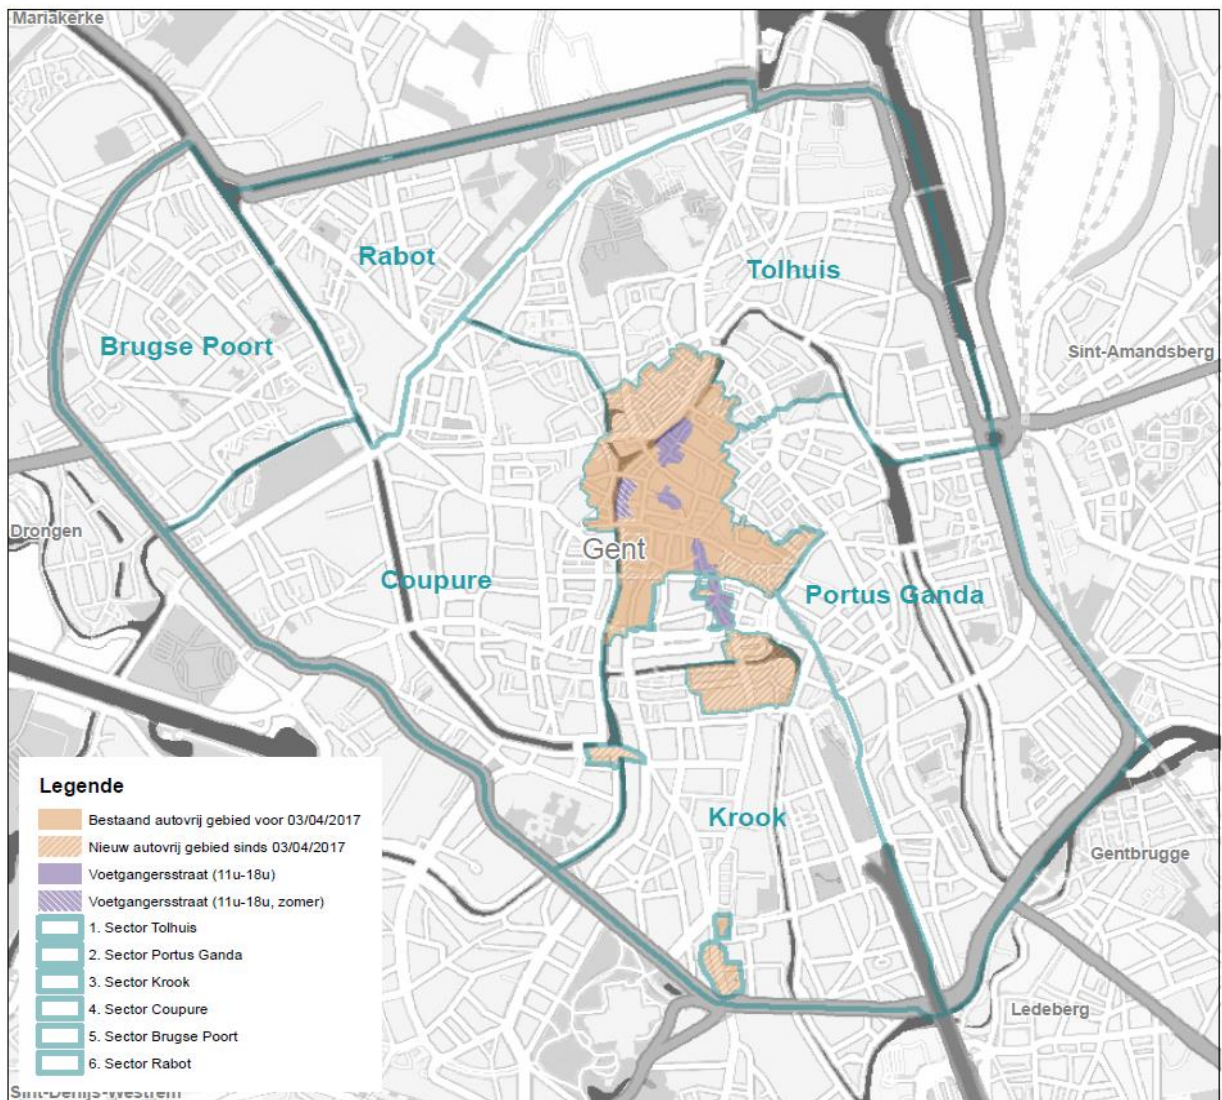 Mariakerke
Rabot
Tolhuis
Brugse Poort
Sint-Amandsberg
Drongen
Gent
Coupure
Portus Ganda
Krook
Gentbrugge
Ledeberg
Legende
Bestaand autovrij gebied voor 03/04/2017
Nieuw autovrij gebied sinds 03/04/2017
Voetgangersstraat (11u-18u)
Voetgangersstraat (11u-18u, zomer)
1. Sector Tolhuis
2. Sector Portus Ganda
3. Sector Krook
4. Sector Coupure
5. Sector Brugse Poort
6. Sector Rabot
Sint-Denijs-Westrem